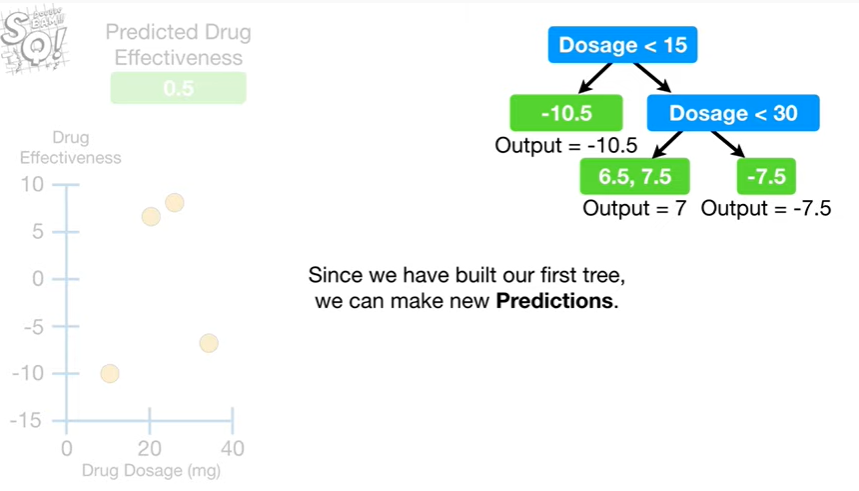 SQ!
Predicted Drug
Effectiveness
0.5
Drug
Effectiveness
10
5
0
-5
-10
-15
0
20
40
Drug Dosage (mg)
Dosage < 15
-10.5
Output = -10.5
Dosage < 30
6.5, 7.5
Output = 7
-7.5
Output = -7.5
Since we have built our first tree,
we can make new Predictions.